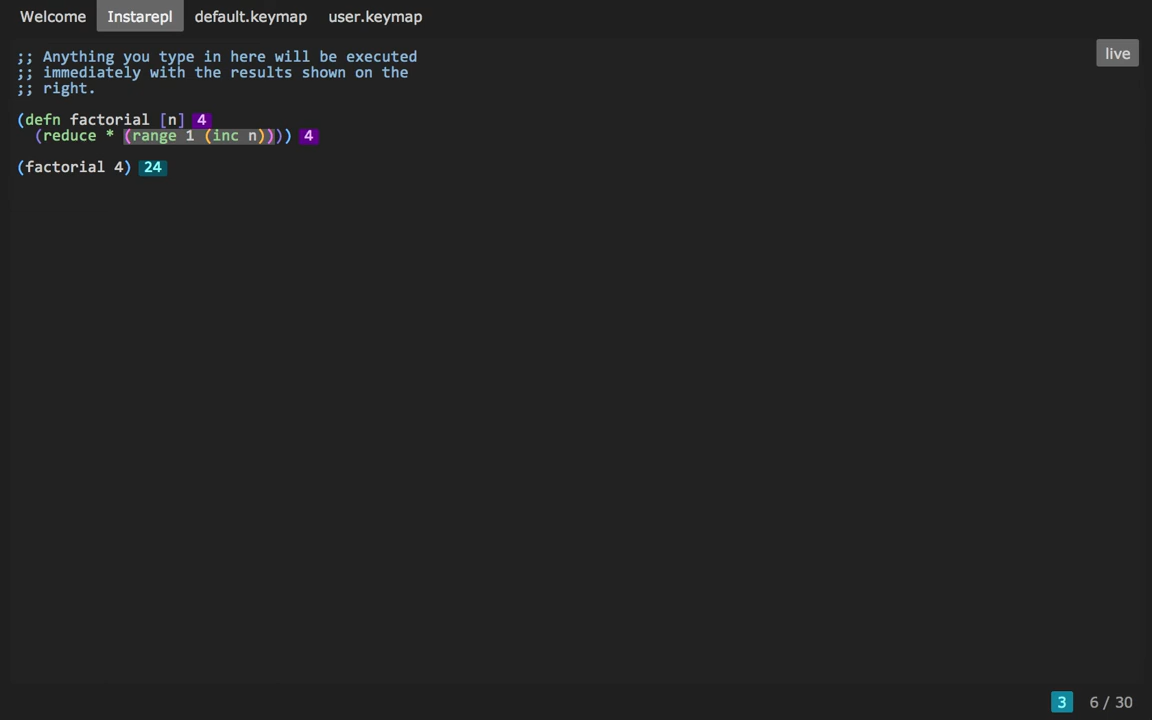 Welcome Instarepl default.keymap user.keymap
live
;; Anything you type in here will be executed
;; immediately with the results shown on the
;; right.
(defn factorial [n] 4
(reduce * (range 1 (inc n)))) 4
(factorial 4) 24
3 6 / 30